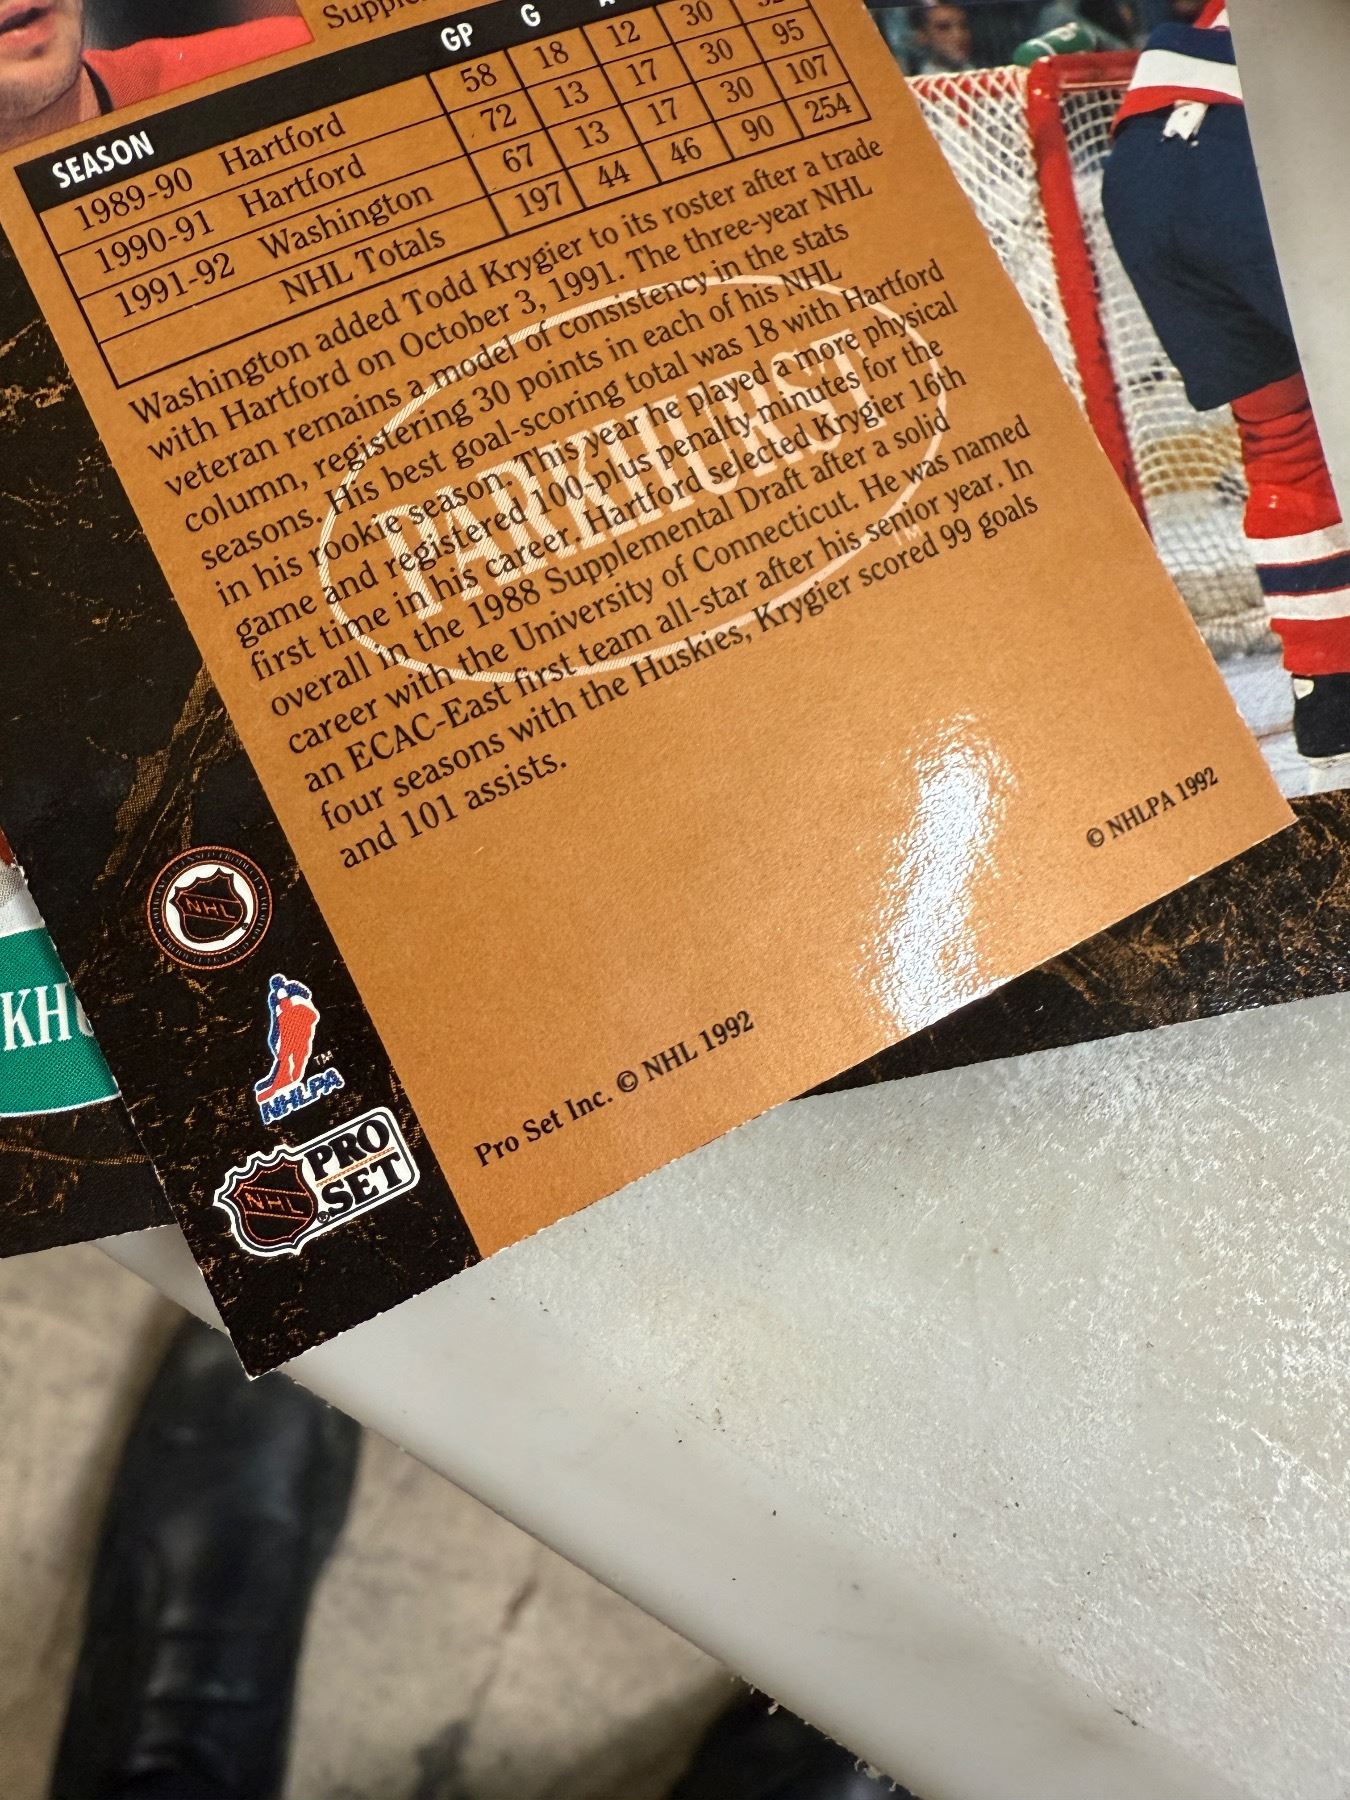 Supple
GP G A
SEASON
1989-90 Hartford 58 18 12 30 52
1990-91 Hartford 72 13 17 30 95
1991-92 Washington 67 13 17 30 107
NHL Totals 197 44 46 90 254
Washington added Todd Krygier to its roster after a trade
with Hartford on October 3, 1991. The three-year NHL
veteran remains a model of consistency in the stats
column, registering 30 points in each of his NHL
seasons. His best goal-scoring total was 18 with Hartford
in his rookie season. This year he played a more physical
game and registered 100-plus penalty minutes for the
first time in his career. Hartford selected Krygier 16th
overall in the 1988 Supplemental Draft after a solid
career with the University of Connecticut. He was named
an ECAC-East first team all-star after his senior year. In
four seasons with the Huskies, Krygier scored 99 goals
and 101 assists.
PARKHURST
© NHLPA 1992
Pro Set Inc. © NHL 1992
NHL
KHU
NHLPA™
NHL PRO
SET